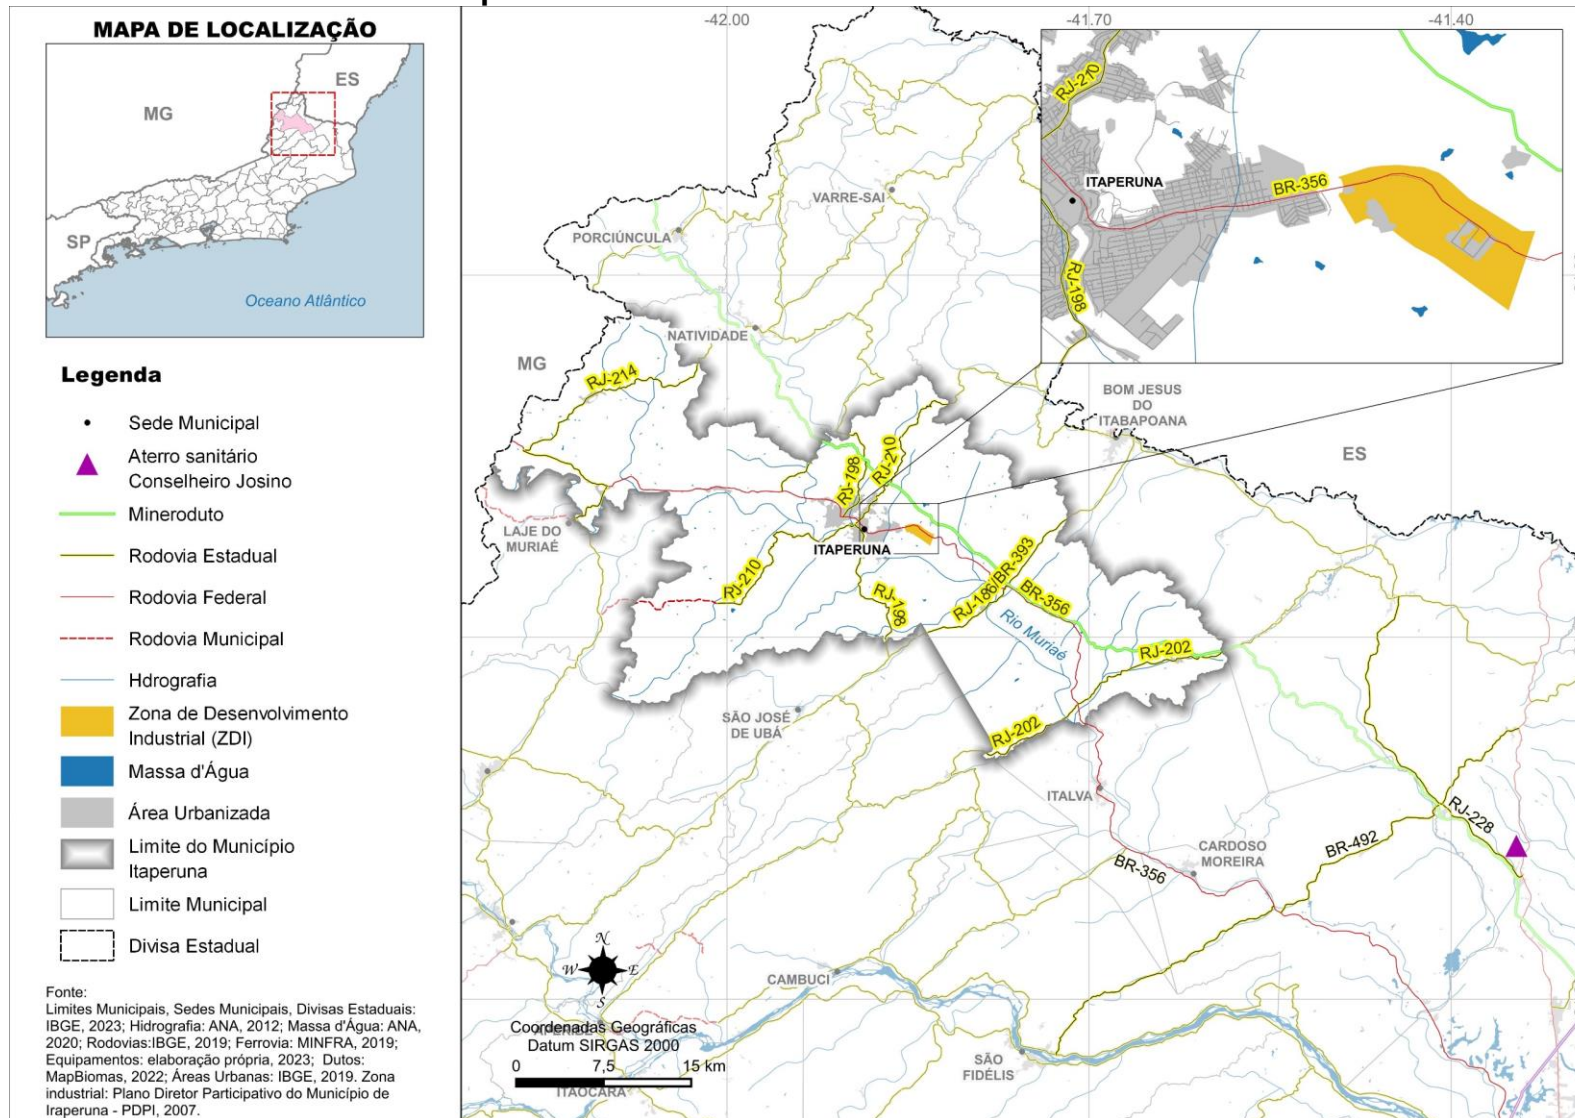 MAPA DE LOCALIZAÇÃO
MG
ES
SP
Oceano Atlântico
Legenda
Sede Municipal
Aterro sanitário
Conselheiro Josino
Mineroduto
Rodovia Estadual
Rodovia Federal
Rodovia Municipal
Hdrografia
Zona de Desenvolvimento
Industrial (ZDI)
Massa d'Água
Área Urbanizada
Limite do Município
Itaperuna
Limite Municipal
Divisa Estadual
Fonte:
Limites Municipais, Sedes Municipais, Divisas Estaduais:
IBGE, 2023; Hidrografia: ANA, 2012; Massa d'Água: ANA,
2020; Rodovias:IBGE, 2019; Ferrovia: MINFRA, 2019;
Equipamentos: elaboração própria, 2023; Dutos:
MapBiomas, 2022; Áreas Urbanas: IBGE, 2019. Zona
industrial: Plano Diretor Participativo do Município de
Iraperuna - PDPI, 2007.
-42.00
-41.70
-41.40
RJ-210
ITAPERUNA
BR-356
RJ-198
VARRE-SAI
PORCIÚNCULA
NATIVIDADE
MG
RJ-214
BOM JESUS
DO
ITABAPOANA
ES
RJ-198
RJ-210
LAJE DO
MURIAÉ
ITAPERUNA
RJ-210
RJ-198
RJ-186/BR-393
BR-356
Rio Muriaé
RJ-202
SÃO JOSÉ
DE UBÁ
RJ-202
ITALVA
RJ-228
BR-492
CARDOSO
MOREIRA
BR-356
N
W
E
S
CAMBUCI
APERIBÉ
Coordenadas Geográficas
Datum SIRGAS 2000
0
7,5
15 km
SÃO
FIDÉLIS
ITAOCARA